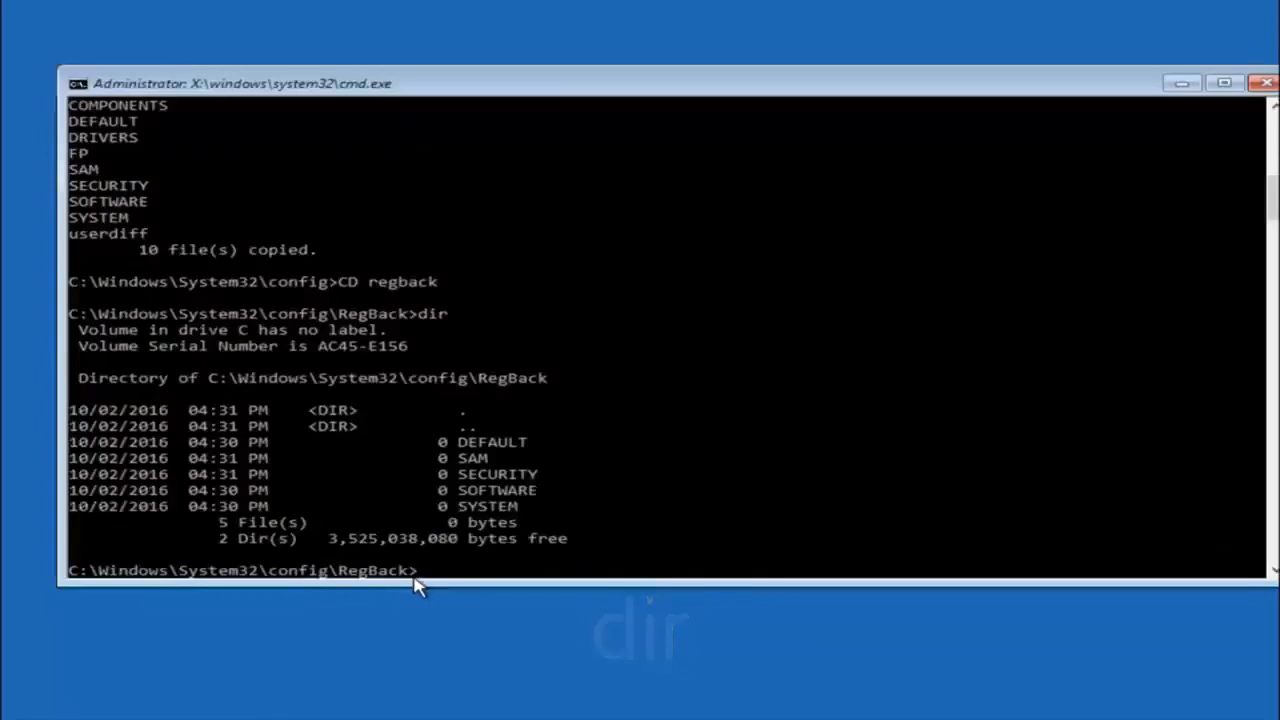 Administrator: X:\windows\system32\cmd.exe
COMPONENTS
DEFAULT
DRIVERS
FP
SAM
SECURITY
SOFTWARE
SYSTEM
userdiff
10 file(s) copied.
C:\Windows\System32\config>CD regback
C:\Windows\System32\config\RegBack>dir
Volume in drive C has no label.
Volume Serial Number is AC45-E156
Directory of C:\Windows\System32\config\RegBack
10/02/2016 04:31 PM <DIR> .
10/02/2016 04:31 PM <DIR> ..
10/02/2016 04:30 PM 0 DEFAULT
10/02/2016 04:31 PM 0 SAM
10/02/2016 04:31 PM 0 SECURITY
10/02/2016 04:30 PM 0 SOFTWARE
10/02/2016 04:30 PM 0 SYSTEM
5 File(s) 0 bytes
2 Dir(s) 3,525,038,080 bytes free
C:\Windows\System32\config\RegBack>
dir